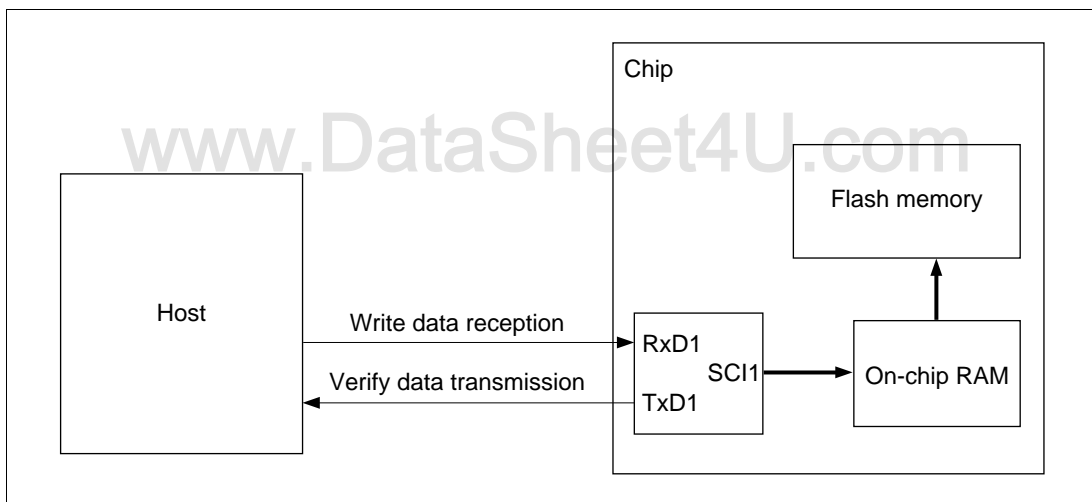 Chip
www.DataSheet4U.com
Flash memory
Host
Write data reception
RxD1
SCI1
On-chip RAM
Verify data transmission
TxD1